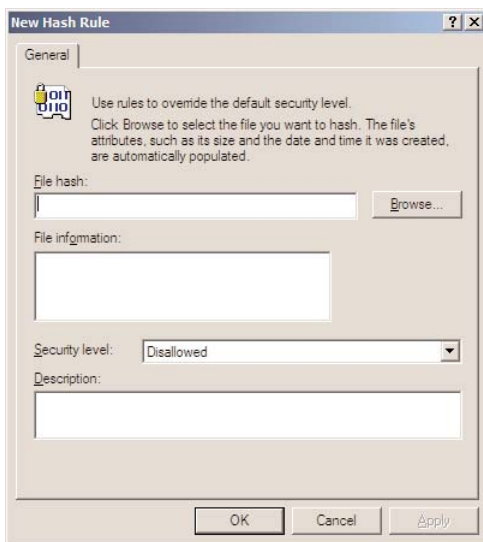 New Hash Rule
General
Use rules to override the default security level.
Click Browse to select the file you want to hash. The file's
attributes, such as its size and the date and time it was created,
are automatically populated.
File hash:
Browse...
File information:
Security level:
Disallowed
Description:
OK
Cancel
Apply